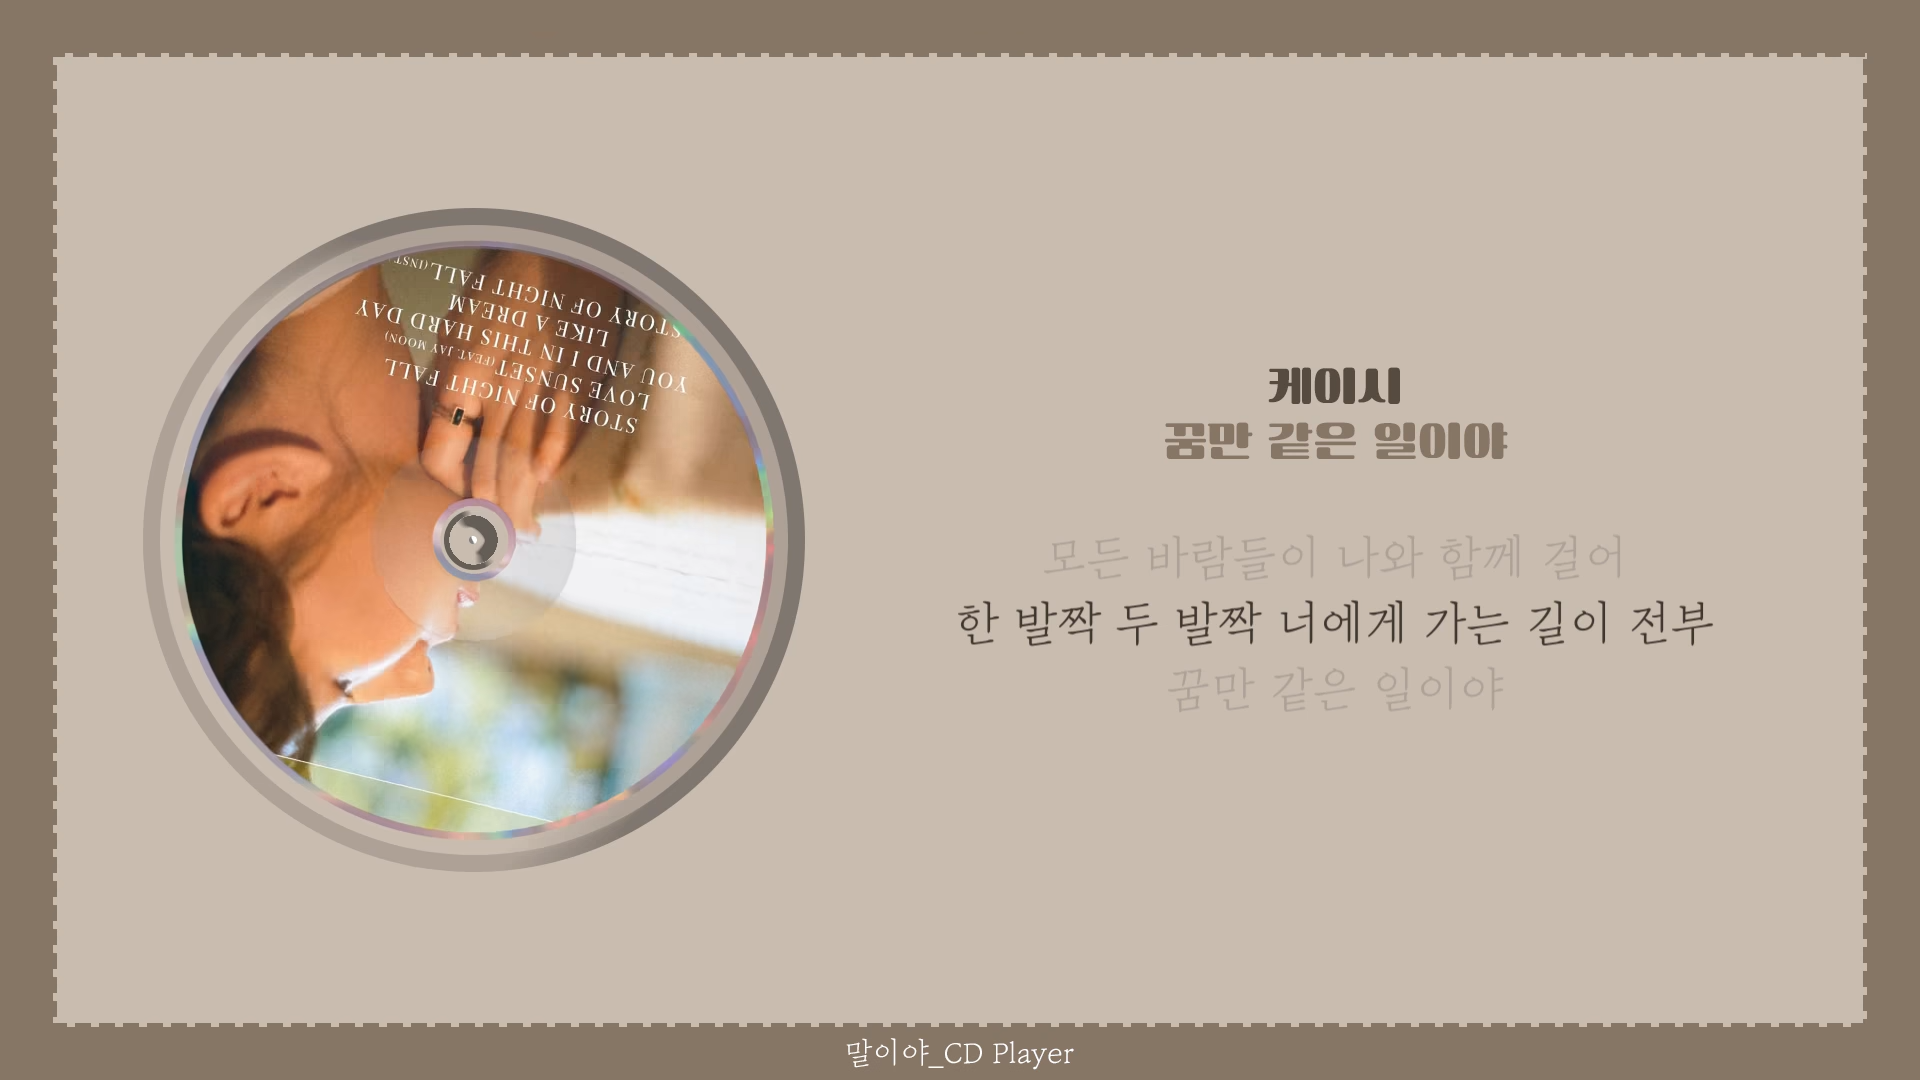 STORY OF NIGHT FALL
LOVE SUNSET (FEAT. JAY MOON)
YOU AND I IN THIS HARD DAY
LIKE A DREAM
STORY OF NIGHT FALL (INST
케이시
꿈만 같은 일이야
모든 바람들이 나와 함께 걸어
한 발짝 두 발짝 너에게 가는 길이 전부
꿈만 같은 일이야
말이야_CD Player